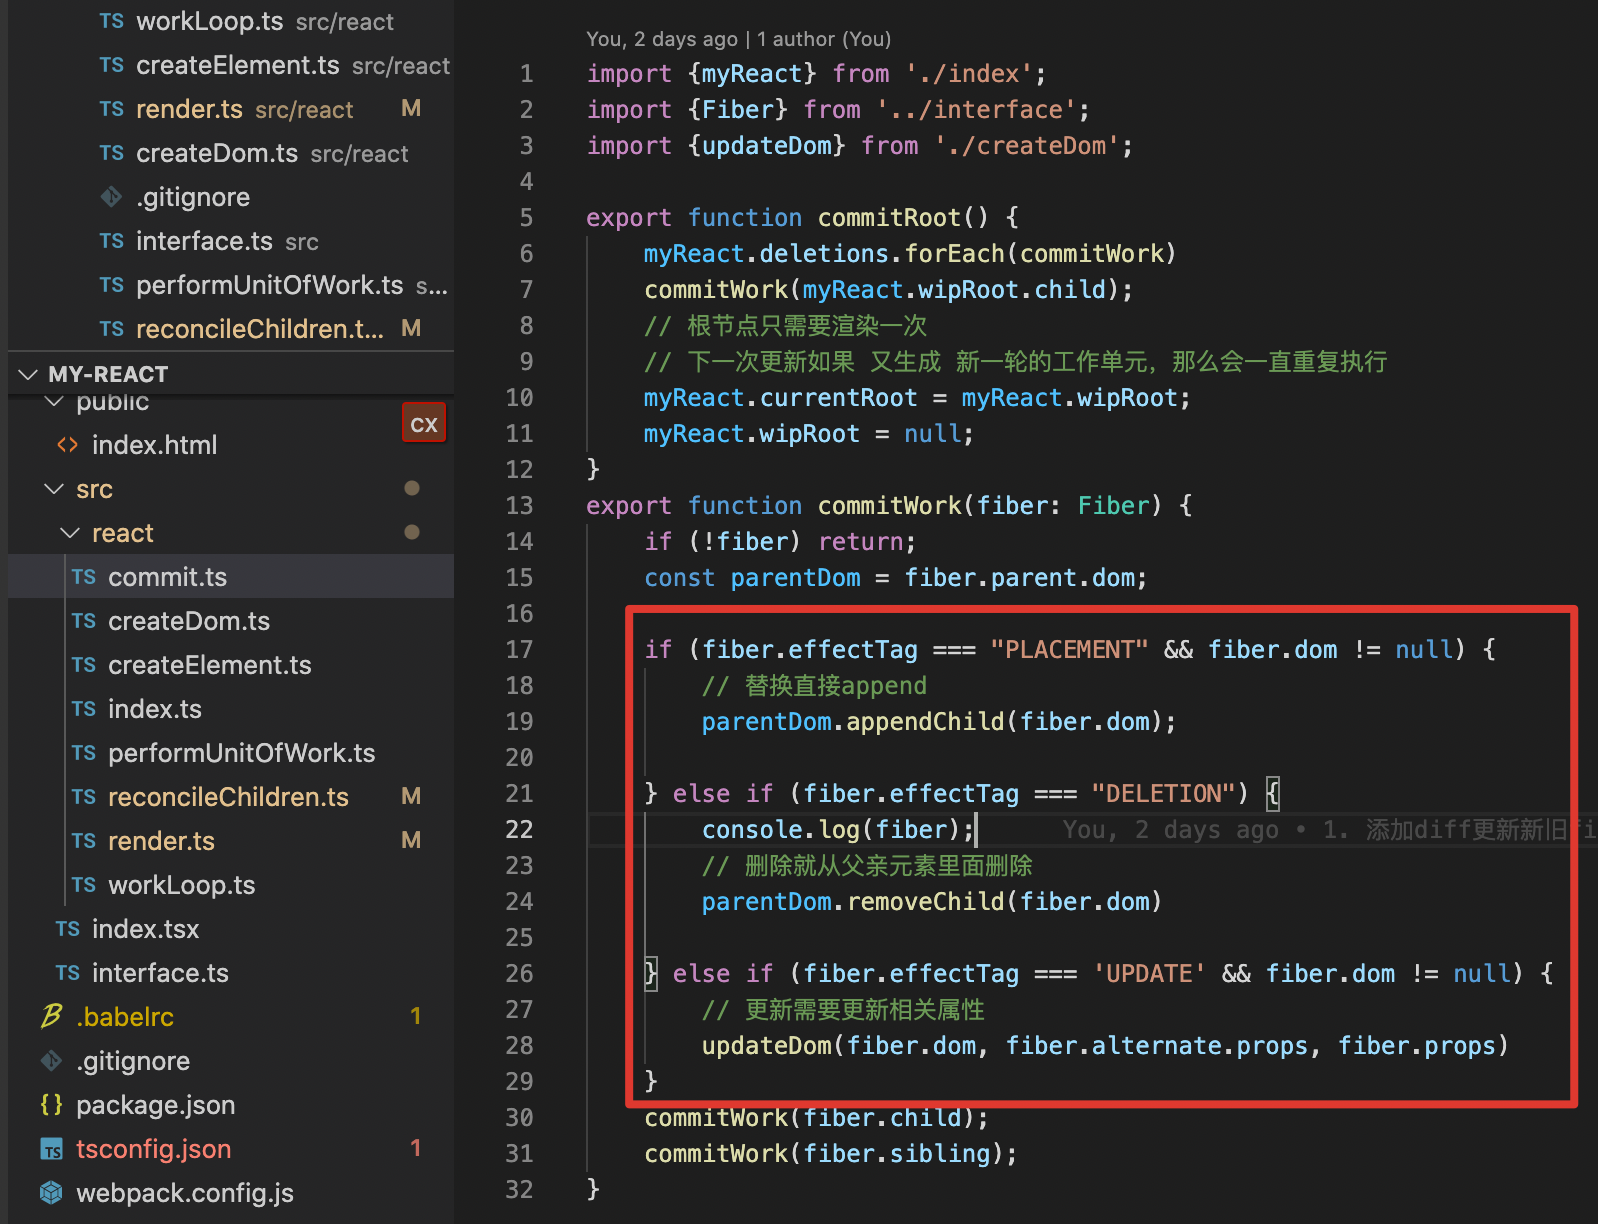 TS workLoop.ts src/react
TS createElement.ts src/react
TS render.ts src/react M
TS createDom.ts src/react
.gitignore
TS interface.ts src
TS performUnitOfWork.ts s...
TS reconcileChildren.t... M
MY-REACT
public
CX
<> index.html
src
react
TS commit.ts
TS createDom.ts
TS createElement.ts
TS index.ts
TS performUnitOfWork.ts
TS reconcileChildren.ts M
TS render.ts M
TS workLoop.ts
TS index.tsx
TS interface.ts
B .babelrc 1
.gitignore
{} package.json
TS tsconfig.json 1
webpack.config.js
You, 2 days ago | 1 author (You)
1 import {myReact} from './index';
2 import {Fiber} from '../interface';
3 import {updateDom} from './createDom';
4
5 export function commitRoot() {
6 myReact.deletions.forEach(commitWork)
7 commitWork(myReact.wipRoot.child);
8 // 根节点只需要渲染一次
9 // 下一次更新如果 又生成 新一轮的工作单元，那么会一直重复执行
10 myReact.currentRoot = myReact.wipRoot;
11 myReact.wipRoot = null;
12 }
13 export function commitWork(fiber: Fiber) {
14 if (!fiber) return;
15 const parentDom = fiber.parent.dom;
16
17 if (fiber.effectTag === "PLACEMENT" && fiber.dom != null) {
18 // 替换直接append
19 parentDom.appendChild(fiber.dom);
20
21 } else if (fiber.effectTag === "DELETION") {
22 console.log(fiber); You, 2 days ago • 1. 添加diff更新新旧fi
23 // 删除就从父亲元素里面删除
24 parentDom.removeChild(fiber.dom)
25
26 } else if (fiber.effectTag === 'UPDATE' && fiber.dom != null) {
27 // 更新需要更新相关属性
28 updateDom(fiber.dom, fiber.alternate.props, fiber.props)
29 }
30 commitWork(fiber.child);
31 commitWork(fiber.sibling);
32 }